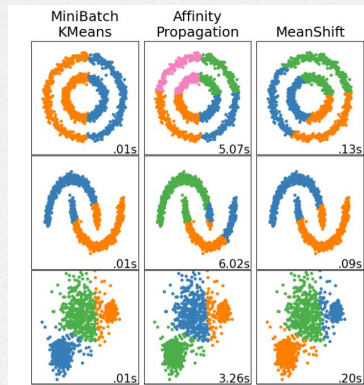 MiniBatch
KMeans
Affinity
Propagation
MeanShift
.01s
5.07s
.13s
.01s
6.02s
.09s
.01s
3.26s
.20s